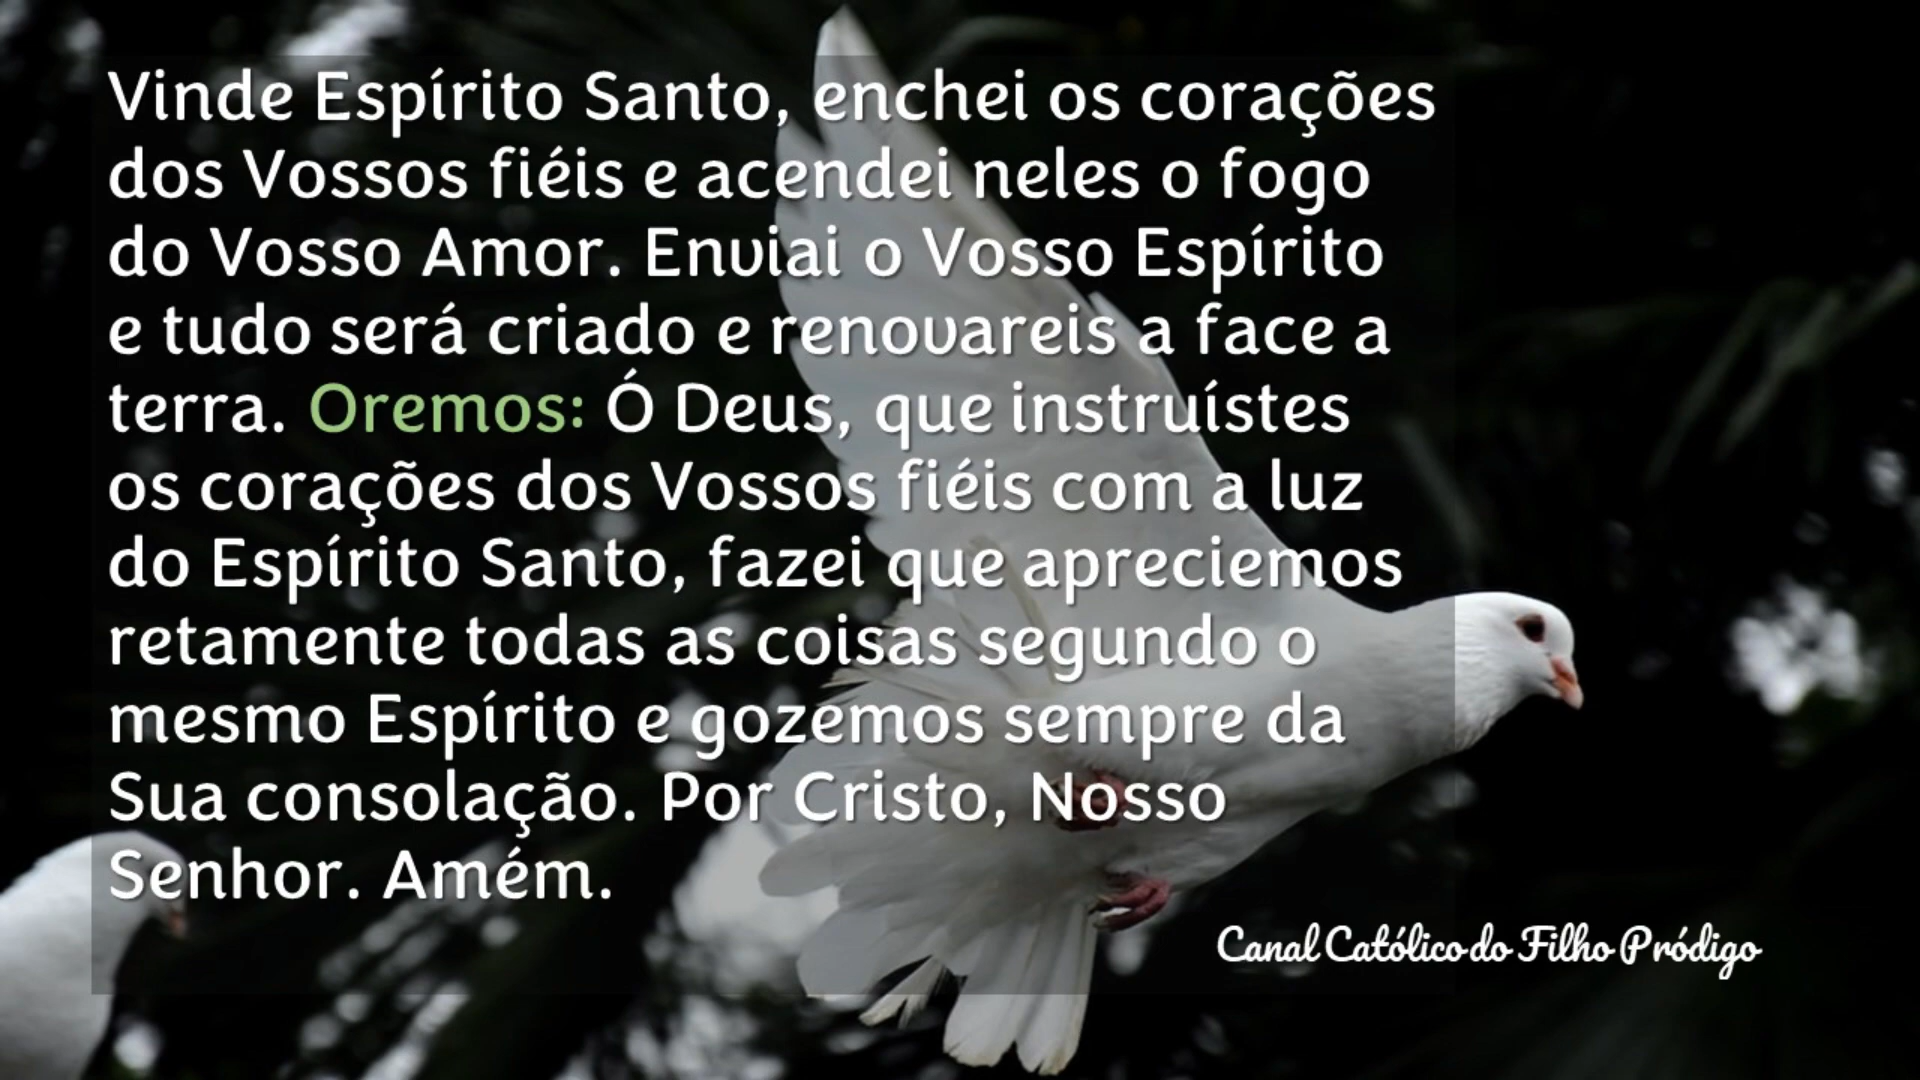 Vinde Espírito Santo, enchei os corações
dos Vossos fiéis e acendei neles o fogo
do Vosso Amor. Enviai o Vosso Espírito
e tudo será criado e renovareis a face a
terra. Oremos: Ó Deus, que instruístes
os corações dos Vossos fiéis com a luz
do Espírito Santo, fazei que apreciemos
retamente todas as coisas segundo o
mesmo Espírito e gozemos sempre da
Sua consolação. Por Cristo, Nosso
Senhor. Amém.
Canal Católico do Filho Pródigo